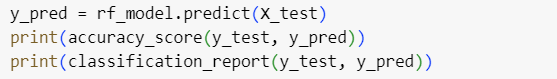 y_pred = rf_model.predict(X_test)
print(accuracy_score(y_test, y_pred))
print(classification_report(y_test, y_pred))